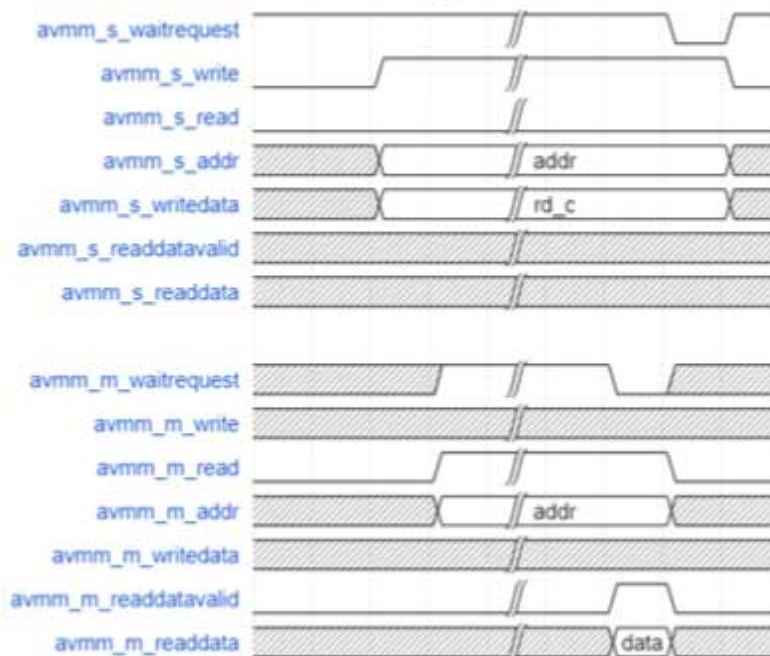 avmm_s_waitrequest
avmm_s_write
avmm_s_read
avmm_s_addr addr
avmm_s_writedata rd_c
avmm_s_readdatavalid
avmm_s_readdata
avmm_m_waitrequest
avmm_m_write
avmm_m_read
avmm_m_addr addr
avmm_m_writedata
avmm_m_readdatavalid
avmm_m_readdata data